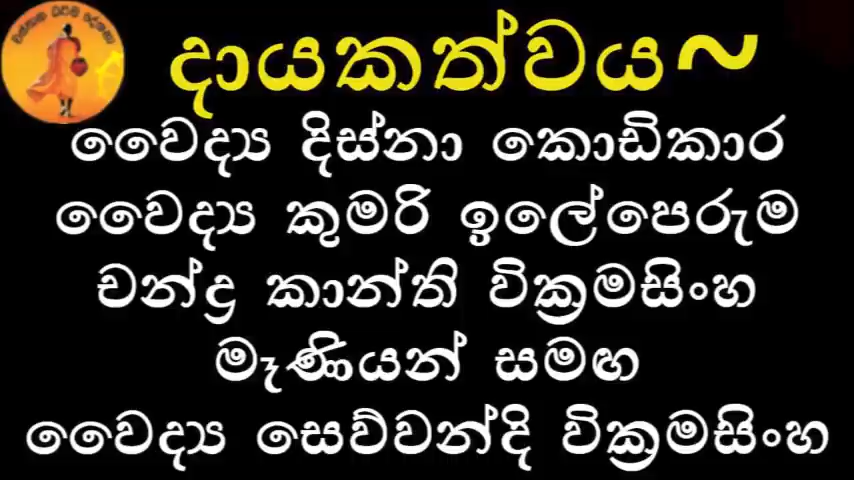 දායකත්වය~
වෛද්‍ය දිස්නා කොඩිකාර
වෛද්‍ය කුමරි ඉලේපෙරුම
චන්ද්‍ර කාන්ති වික්‍රමසිංහ
මෑණියන් සමඟ
වෛද්‍ය සෙව්වන්දි වික්‍රමසිංහ